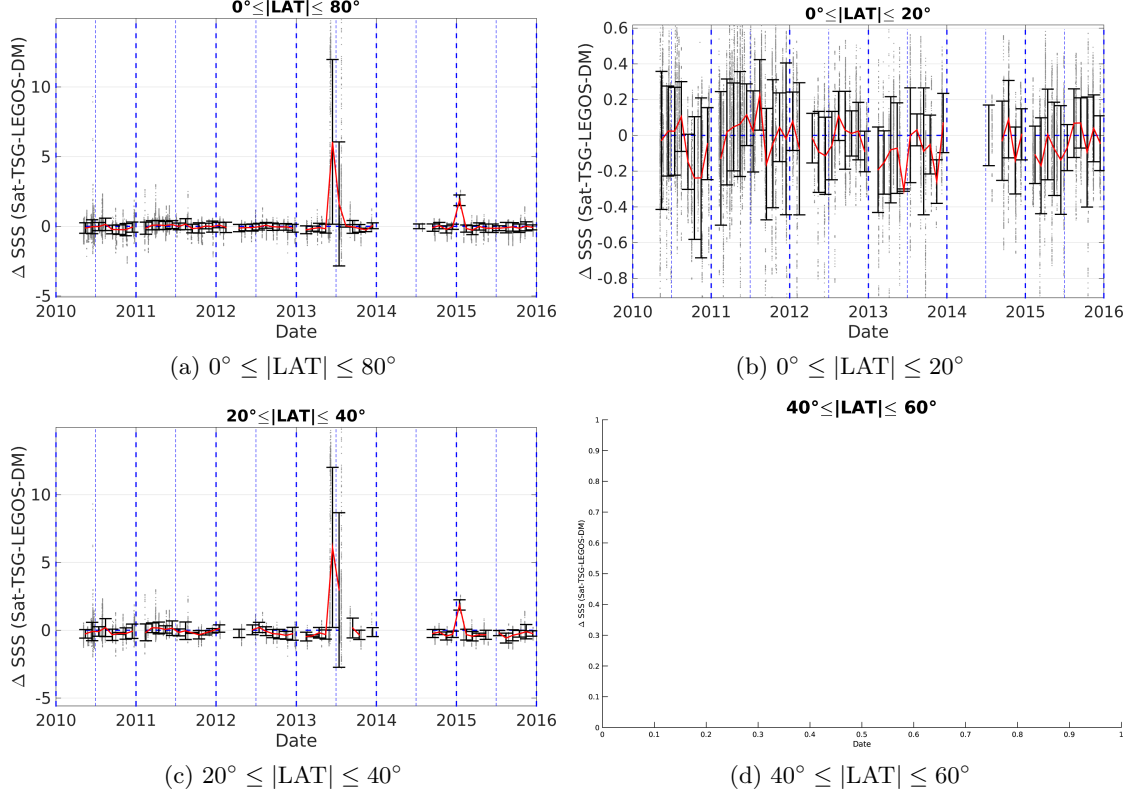 0°≤|LAT|≤ 80°
Δ SSS (Sat-TSG-LEGOS-DM)
10
5
0
-5
2010 2011 2012 2013 2014 2015 2016
Date
(a) 0° ≤ |LAT| ≤ 80°
0°≤|LAT|≤ 20°
Δ SSS (Sat-TSG-LEGOS-DM)
0.6
0.4
0.2
0
-0.2
-0.4
-0.6
-0.8
2010 2011 2012 2013 2014 2015 2016
Date
(b) 0° ≤ |LAT| ≤ 20°
20°≤|LAT|≤ 40°
Δ SSS (Sat-TSG-LEGOS-DM)
10
5
0
-5
2010 2011 2012 2013 2014 2015 2016
Date
(c) 20° ≤ |LAT| ≤ 40°
40°≤|LAT|≤ 60°
Δ SSS (Sat-TSG-LEGOS-DM)
1
0.9
0.8
0.7
0.6
0.5
0.4
0.3
0.2
0.1
0
0 0.1 0.2 0.3 0.4 0.5 0.6 0.7 0.8 0.9 1
Date
(d) 40° ≤ |LAT| ≤ 60°